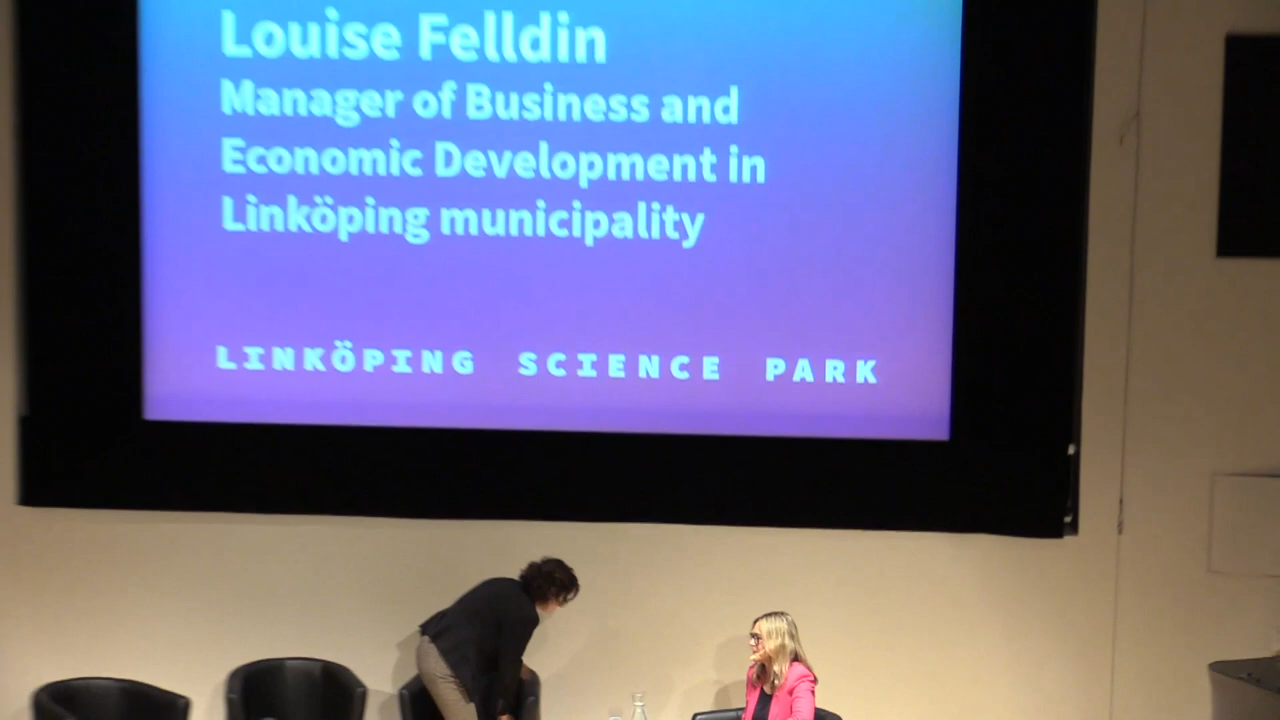 Louise Felldin
Manager of Business and
Economic Development in
Linköping municipality
LINKÖPING SCIENCE PARK